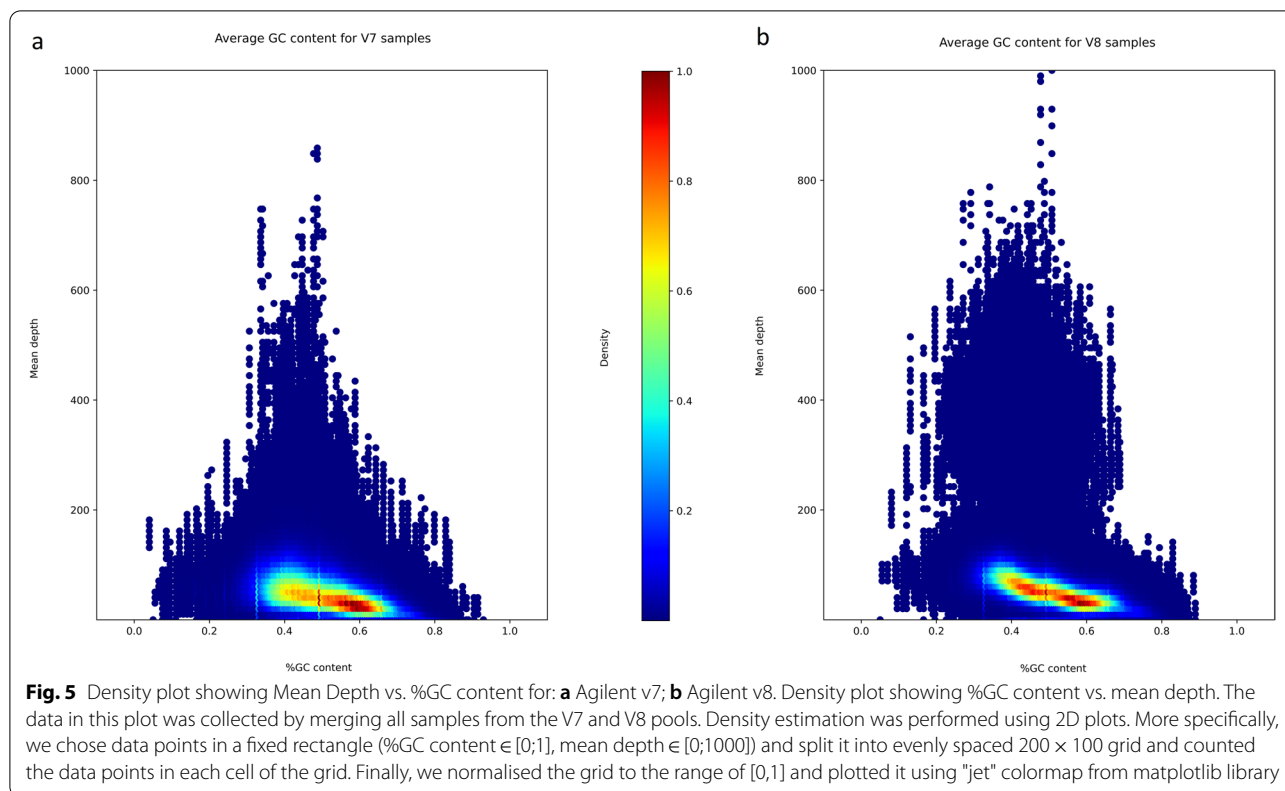 a
Average GC content for V7 samples
1000
800
600
400
200
Mean depth
0.0 0.2 0.4 0.6 0.8 1.0
%GC content
1.0
0.8
0.6
0.4
0.2
Density
b
Average GC content for V8 samples
1000
800
600
400
200
Mean depth
0.0 0.2 0.4 0.6 0.8 1.0
%GC content
Fig. 5 Density plot showing Mean Depth vs. %GC content for: a Agilent v7; b Agilent v8. Density plot showing %GC content vs. mean depth. The
data in this plot was collected by merging all samples from the V7 and V8 pools. Density estimation was performed using 2D plots. More specifically,
we chose data points in a fixed rectangle (%GC content ∈ [0;1], mean depth ∈ [0;1000]) and split it into evenly spaced 200 × 100 grid and counted
the data points in each cell of the grid. Finally, we normalised the grid to the range of [0,1] and plotted it using "jet" colormap from matplotlib library